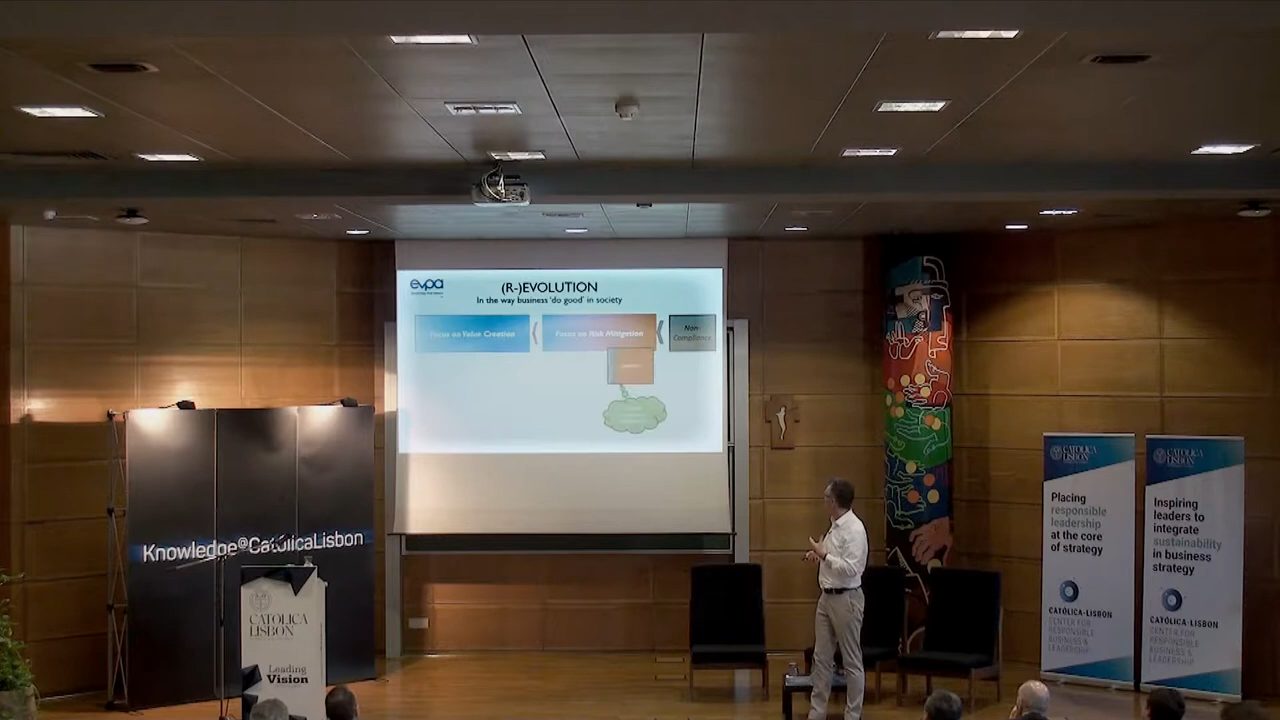 evpa
(R-)EVOLUTION
In the way business 'do good' in society
Focus on Value Creation
Focus on Risk Mitigation
Non-
Compliance
Knowledge@CatólicaLisbon
CATÓLICA
LISBON
Leading
Vision
CATÓLICA
LISBON
Placing
responsible
leadership
at the core
of strategy
CATÓLICA-LISBON
CENTER FOR
RESPONSIBLE
BUSINESS &
LEADERSHIP
CATÓLICA
LISBON
Inspiring
leaders to
integrate
sustainability
in business
strategy
CATÓLICA-LISBON
CENTER FOR
RESPONSIBLE
BUSINESS &
LEADERSHIP